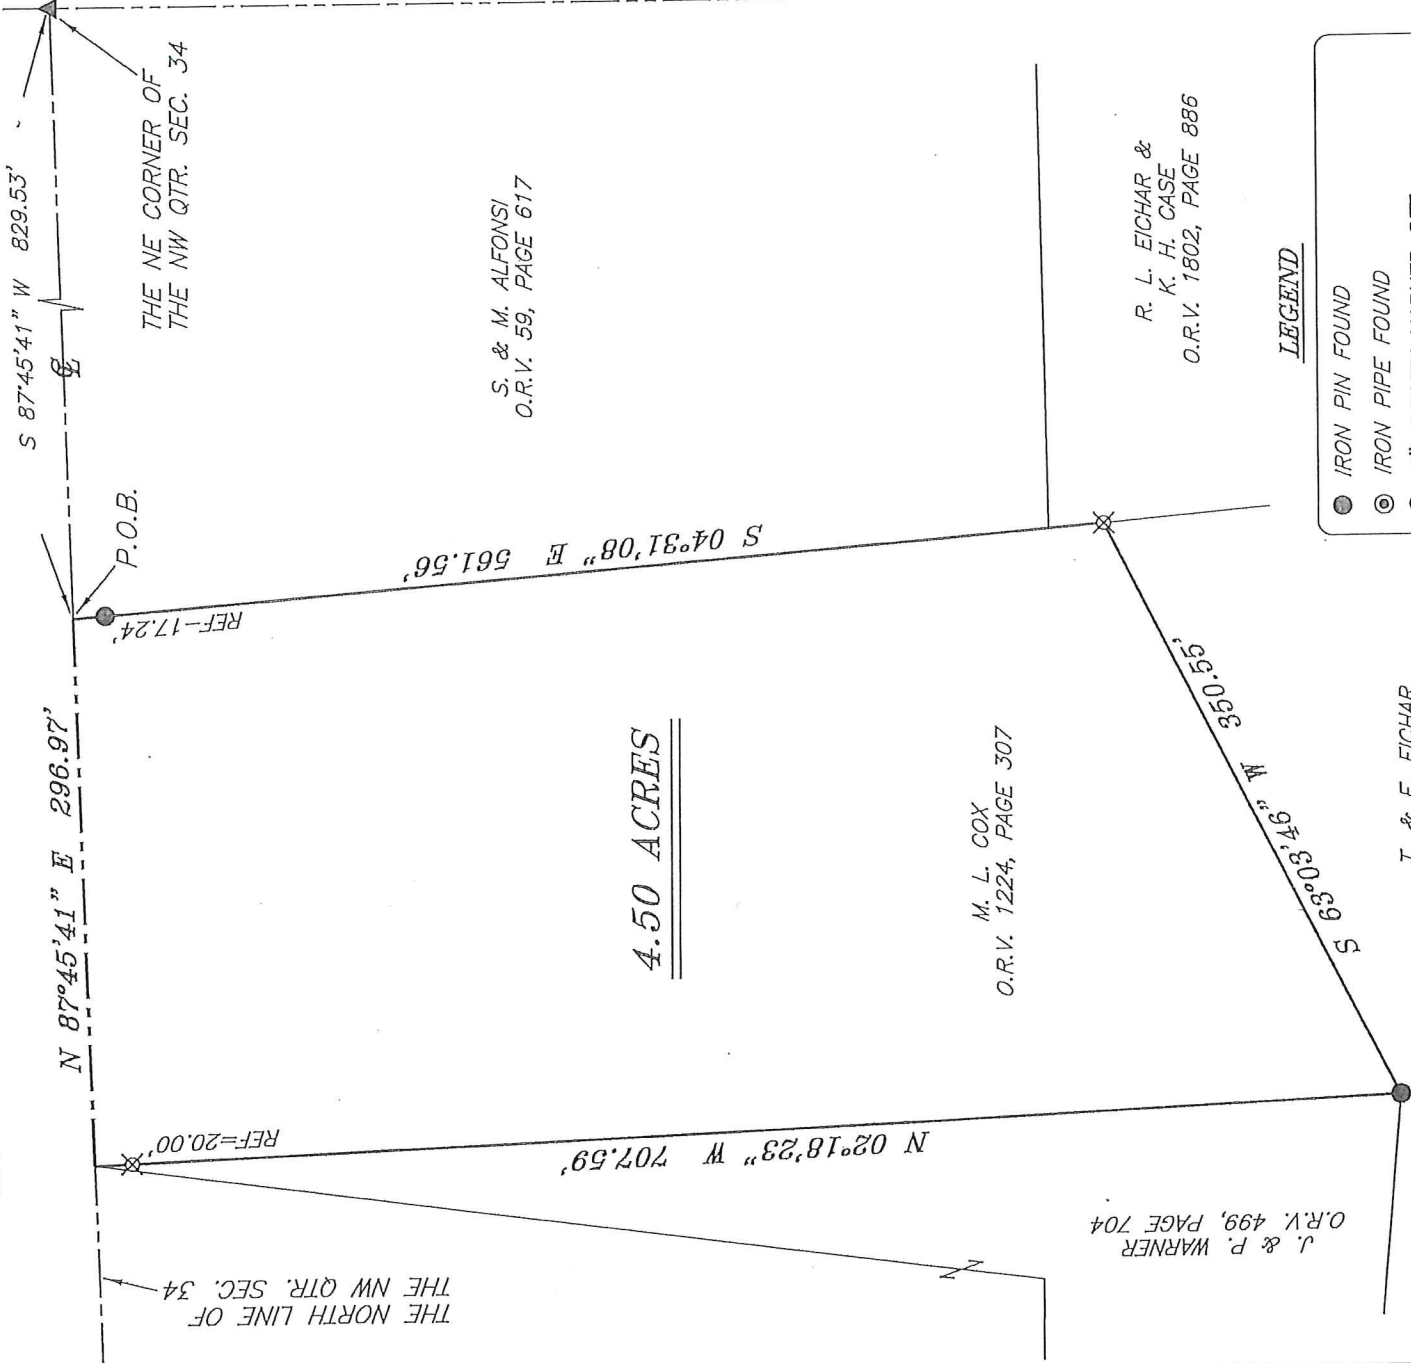 S 87°45'41" W 829.53'
THE NE CORNER OF
THE NW QTR. SEC. 34
P.O.B.
N 87°45'41" E 296.97'
REF-17.24'
S 04°31'08" E 561.56'
S. & M. ALFONSI
O.R.V. 59, PAGE 617
R. L. EICHAR &
K. H. CASE
O.R.V. 1802, PAGE 886
4.50 ACRES
M. L. COX
O.R.V. 1224, PAGE 307
S 63°03'46" W 350.55'
REF=20.00'
N 02°18'23" W 707.59'
THE NORTH LINE OF
THE NW QTR. SEC. 34
J. & P. WARNER
O.R.V. 499, PAGE 704
LEGEND
IRON PIN FOUND
IRON PIPE FOUND
& EICHAR